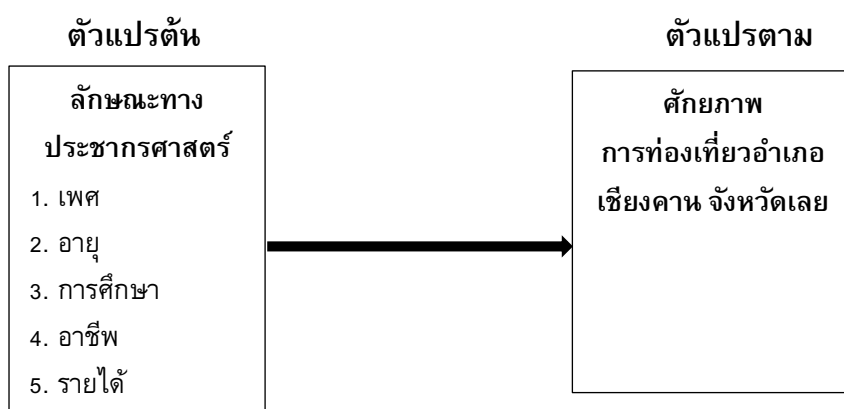 ตัวแปรต้น
ลักษณะทาง
ประชากรศาสตร์
1. เพศ
2. อายุ
3. การศึกษา
4. อาชีพ
5. รายได้
ตัวแปรตาม
ศักยภาพ
การท่องเที่ยวอำเภอ
เชียงคาน จังหวัดเลย